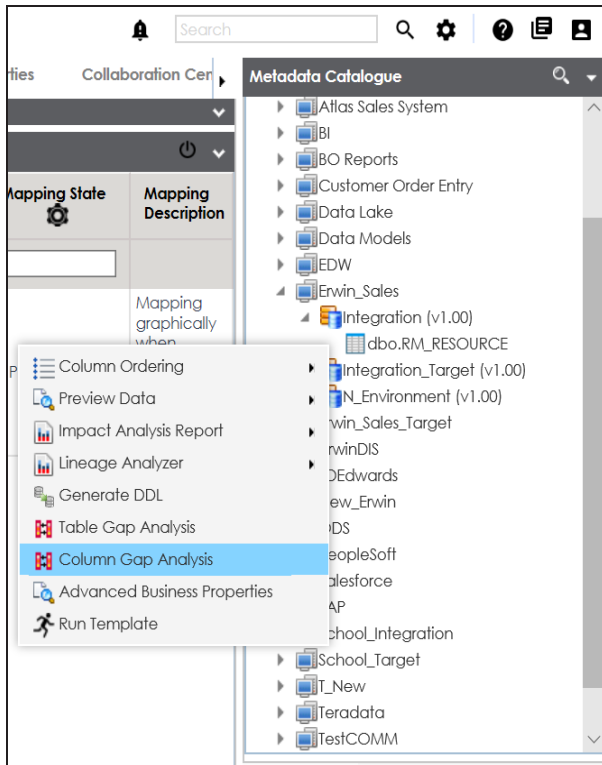 Search
ties
Collaboration Cen
Metadata Catalogue
Mapping State
Mapping
Description
Mapping
graphically
when
P
Atlas Sales System
BI
BO Reports
Customer Order Entry
Data Lake
Data Models
EDW
Erwin_Sales
Integration (v1.00)
dbo.RM_RESOURCE
Integration_Target (v1.00)
N_Environment (v1.00)
rwin_Sales_Target
rwinDIS
DEdwards
ew_Erwin
DS
eopleSoft
alesforce
AP
chool_Integration
School_Target
T_New
Teradata
TestCOMM
Column Ordering
Preview Data
Impact Analysis Report
Lineage Analyzer
Generate DDL
Table Gap Analysis
Column Gap Analysis
Advanced Business Properties
Run Template